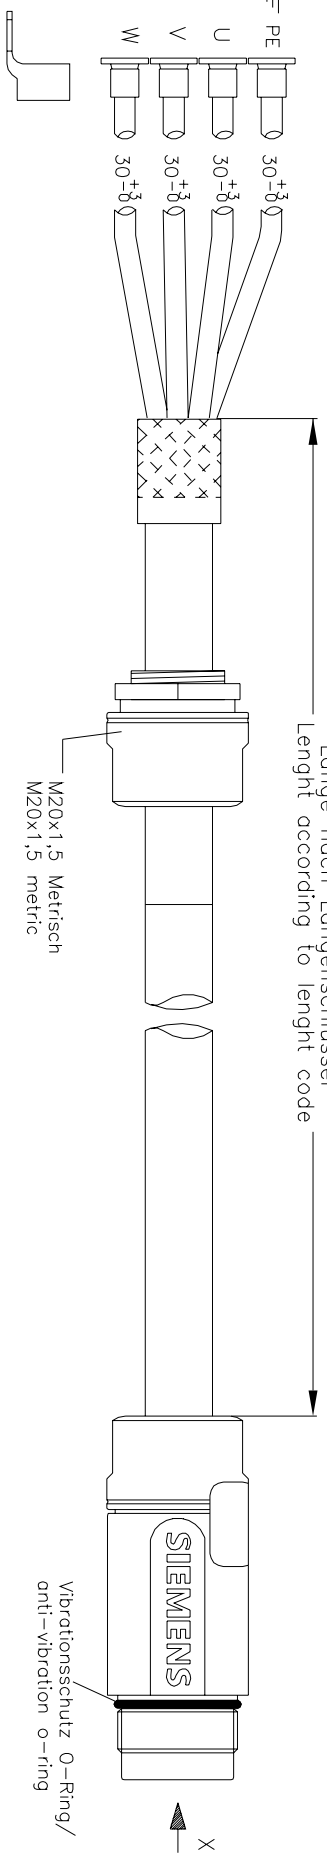 Länge nach Längenschlüssel
Lenght according to lenght code
PE
30 +3 -0
U
30 +3 -0
V
30 +3 -0
W
30 +3 -0
M20x1,5 Metrisch
M20x1,5 metric
SIEMENS
X
Vibrationsschutz O-Ring/
anti-vibration o-ring